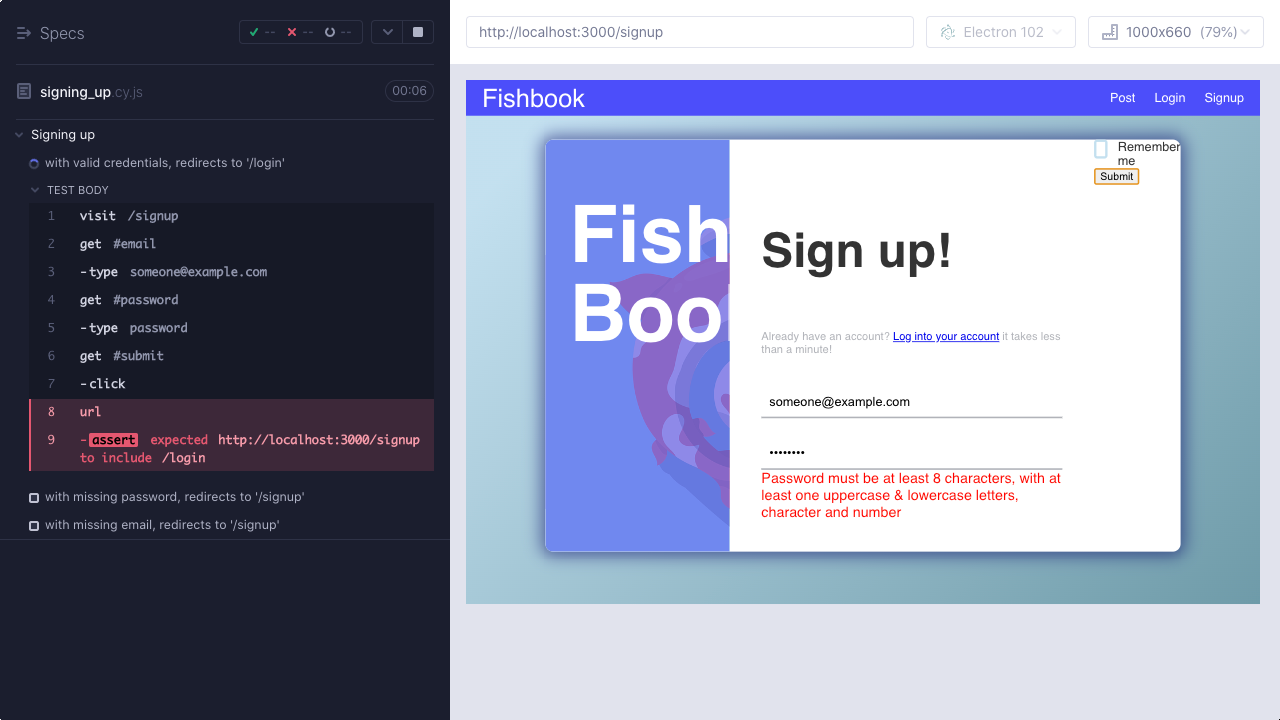 Specs
-- -- --
signing_up.cy.js
00:06
Signing up
with valid credentials, redirects to '/login'
TEST BODY
1 visit /signup
2 get #email
3 -type someone@example.com
4 get #password
5 -type password
6 get #submit
7 -click
8 url
9 -assert expected http://localhost:3000/signup
to include /login
with missing password, redirects to '/signup'
with missing email, redirects to '/signup'
http://localhost:3000/signup
Electron 102
1000x660 (79%)
Fishbook
Post Login Signup
Fish
Boo
Remember
me
Submit
Sign up!
Already have an account? Log into your account it takes less
than a minute!
someone@example.com
••••••••
Password must be at least 8 characters, with at
least one uppercase & lowercase letters,
character and number